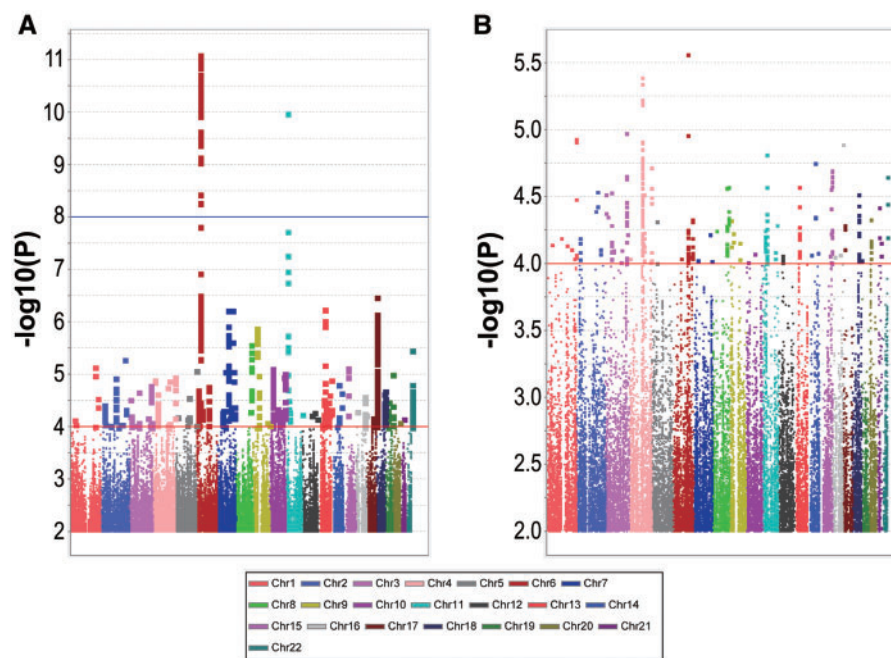 A
B
-log10(P)
11
10
9
8
7
6
5
4
3
2
-log10(P)
5.5
5.0
4.5
4.0
3.5
3.0
2.5
2.0
Chr1 Chr2 Chr3 Chr4 Chr5 Chr6 Chr7
Chr8 Chr9 Chr10 Chr11 Chr12 Chr13 Chr14
Chr15 Chr16 Chr17 Chr18 Chr19 Chr20 Chr21
Chr22